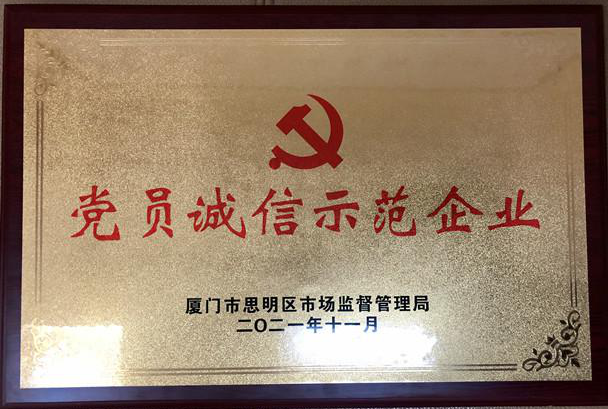 党员诚信示范企业
厦门市思明区市场监督管理局
二〇二一年十一月